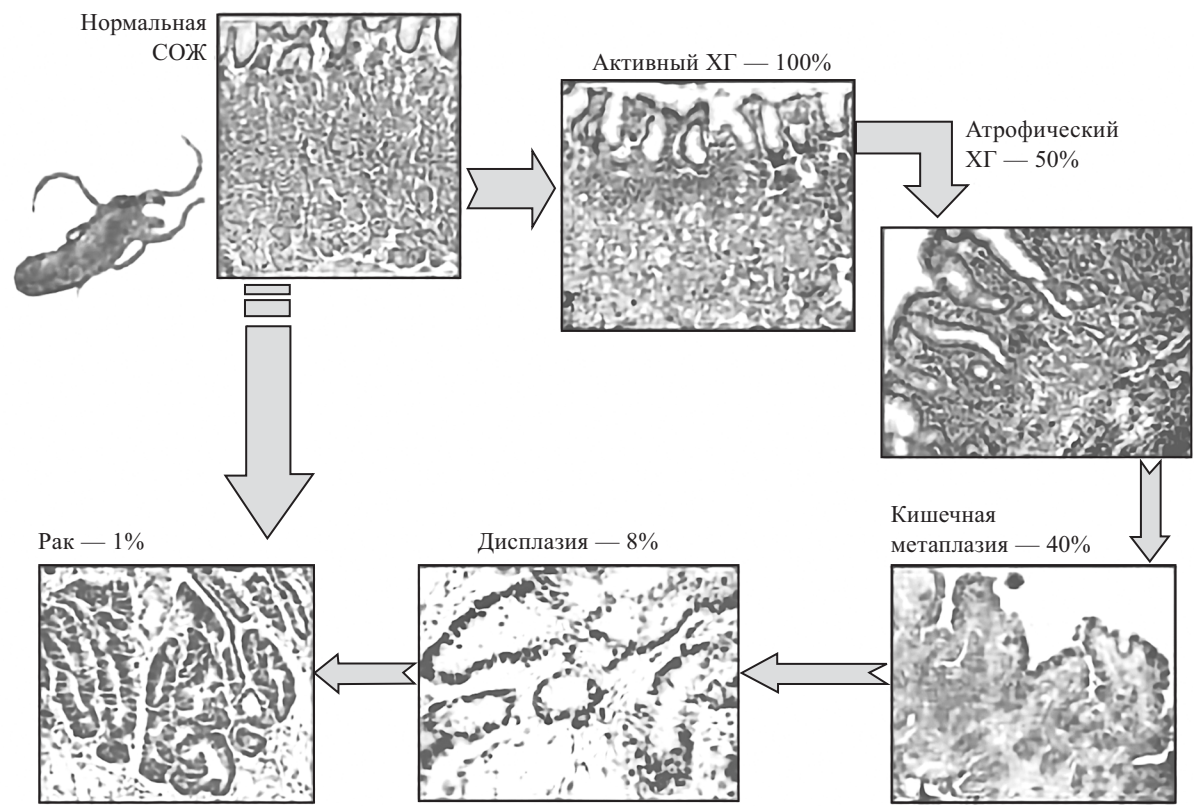 Нормальная
СОЖ
Активный ХГ — 100%
Атрофический
ХГ — 50%
Кишечная
метаплазия — 40%
Дисплазия — 8%
Рак — 1%